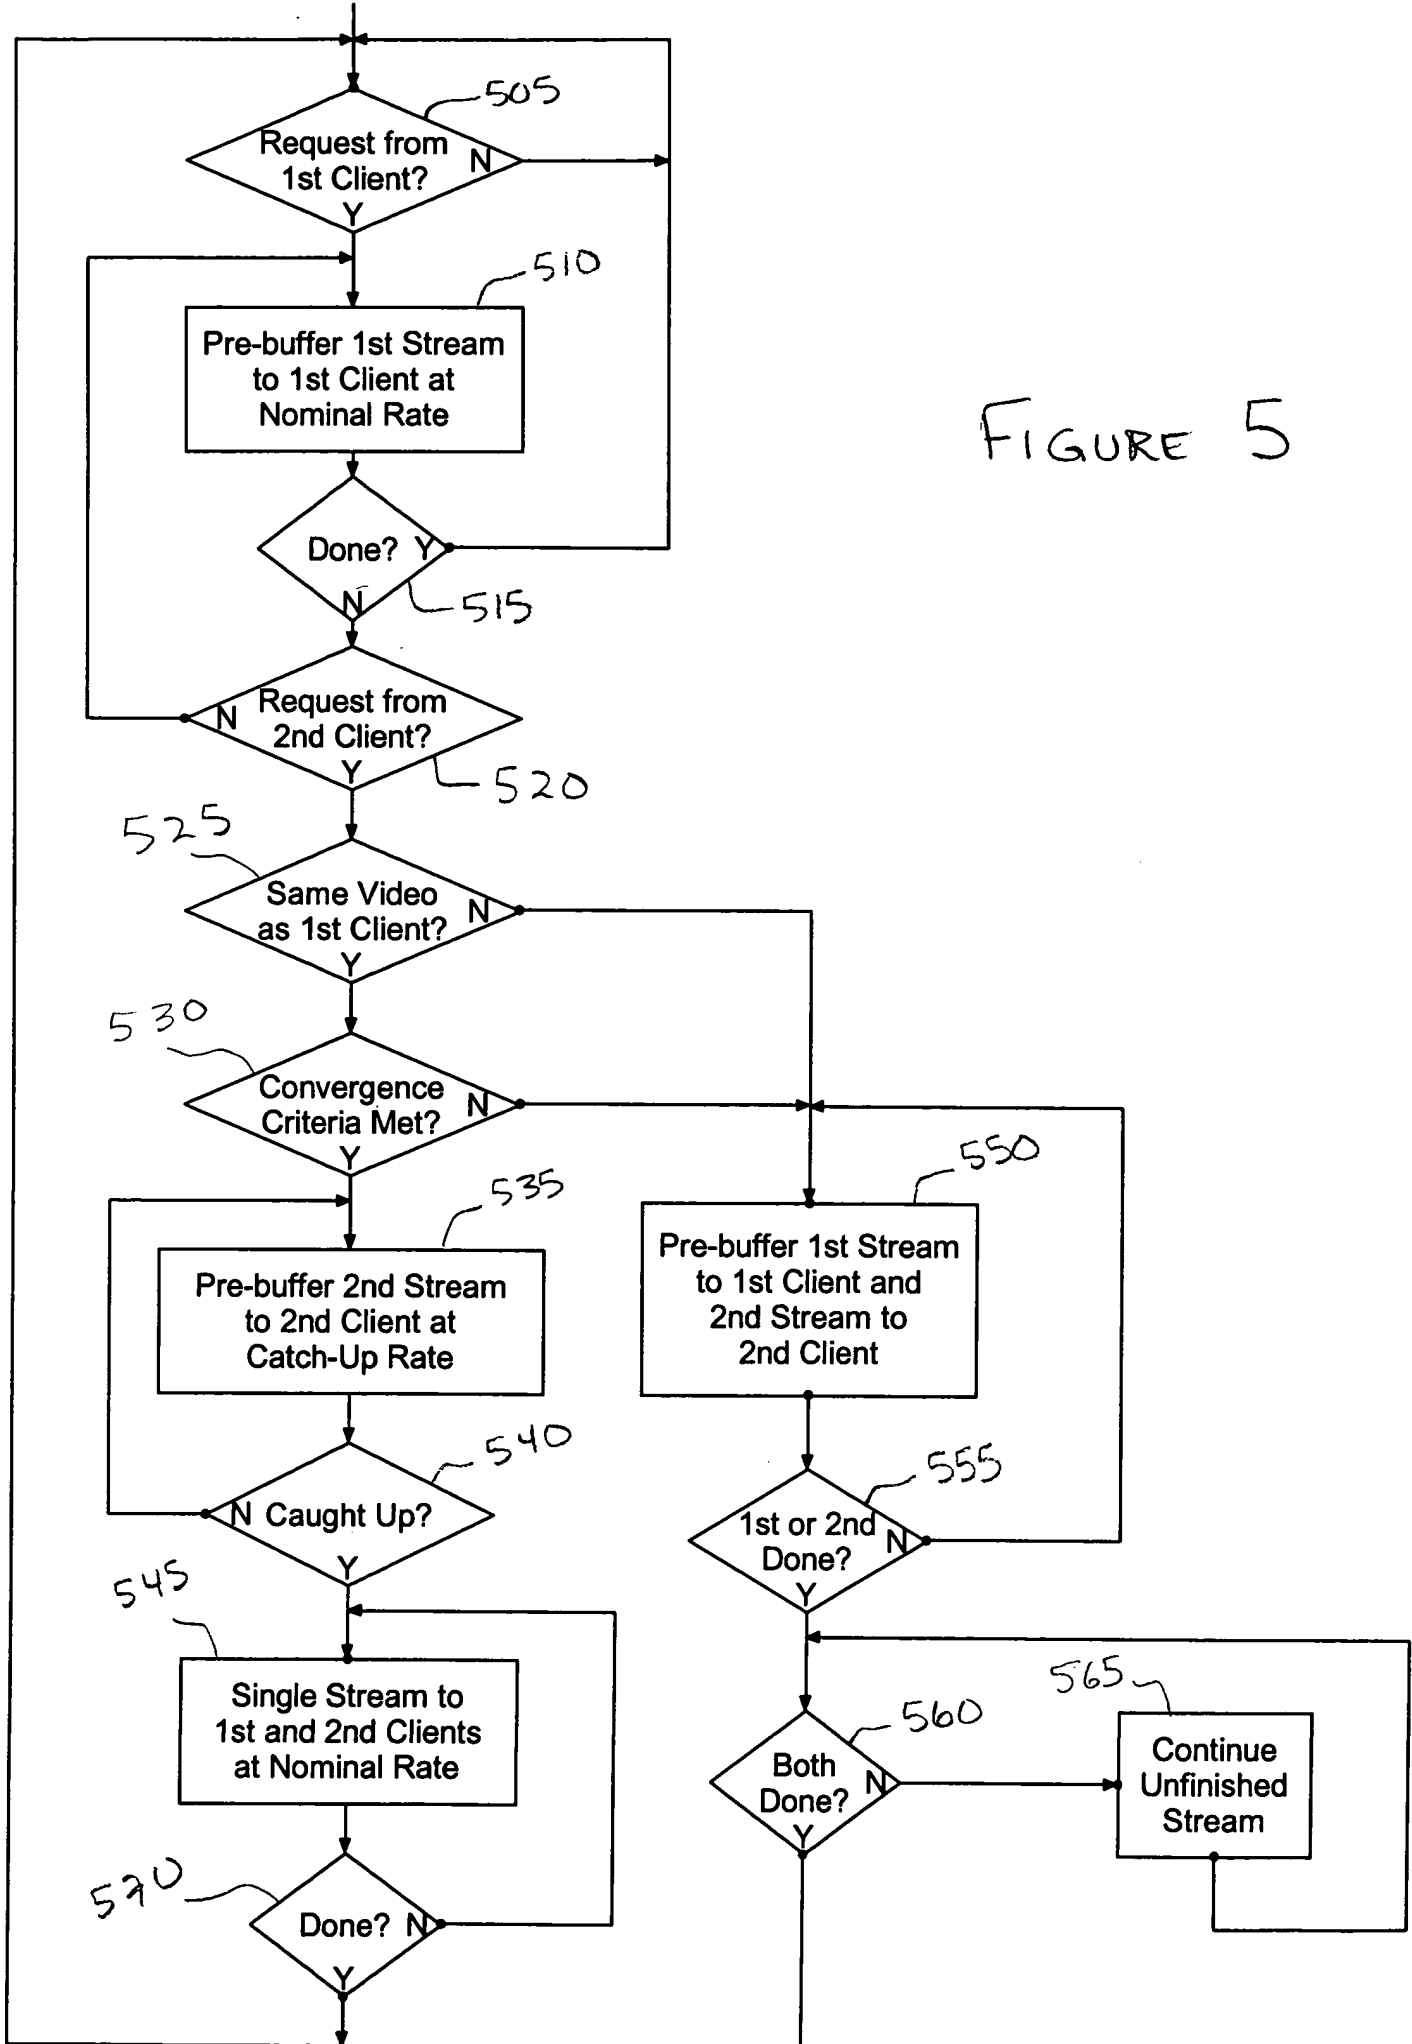 505
Request from
1st Client?
N
Y
510
Pre-buffer 1st Stream
to 1st Client at
Nominal Rate
Done?
Y
N
515
Request from
2nd Client?
N
Y
520
525
Same Video
as 1st Client?
N
Y
530
Convergence
Criteria Met?
N
Y
535
Pre-buffer 2nd Stream
to 2nd Client at
Catch-Up Rate
540
N
Caught Up?
Y
545
Single Stream to
1st and 2nd Clients
at Nominal Rate
570
Done?
N
Y
550
Pre-buffer 1st Stream
to 1st Client and
2nd Stream to
2nd Client
555
1st or 2nd
Done?
N
Y
560
Both
Done?
N
Y
565
Continue
Unfinished
Stream
FIGURE 5